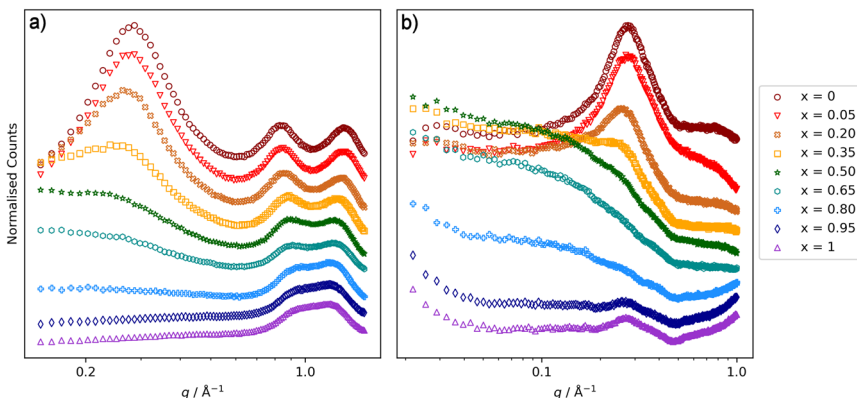 a)
b)
Normalised Counts
0.2
1.0
q / Å⁻¹
0.1
1.0
q / Å⁻¹
x = 0
x = 0.05
x = 0.20
x = 0.35
x = 0.50
x = 0.65
x = 0.80
x = 0.95
x = 1